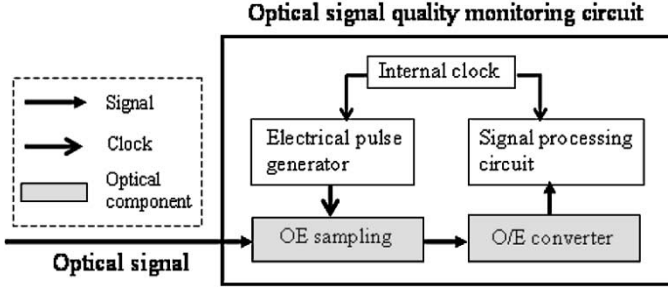 Optical signal quality monitoring circuit
Internal clock
Signal
Clock
Optical
component
Electrical pulse
generator
Signal processing
circuit
OE sampling
O/E converter
Optical signal